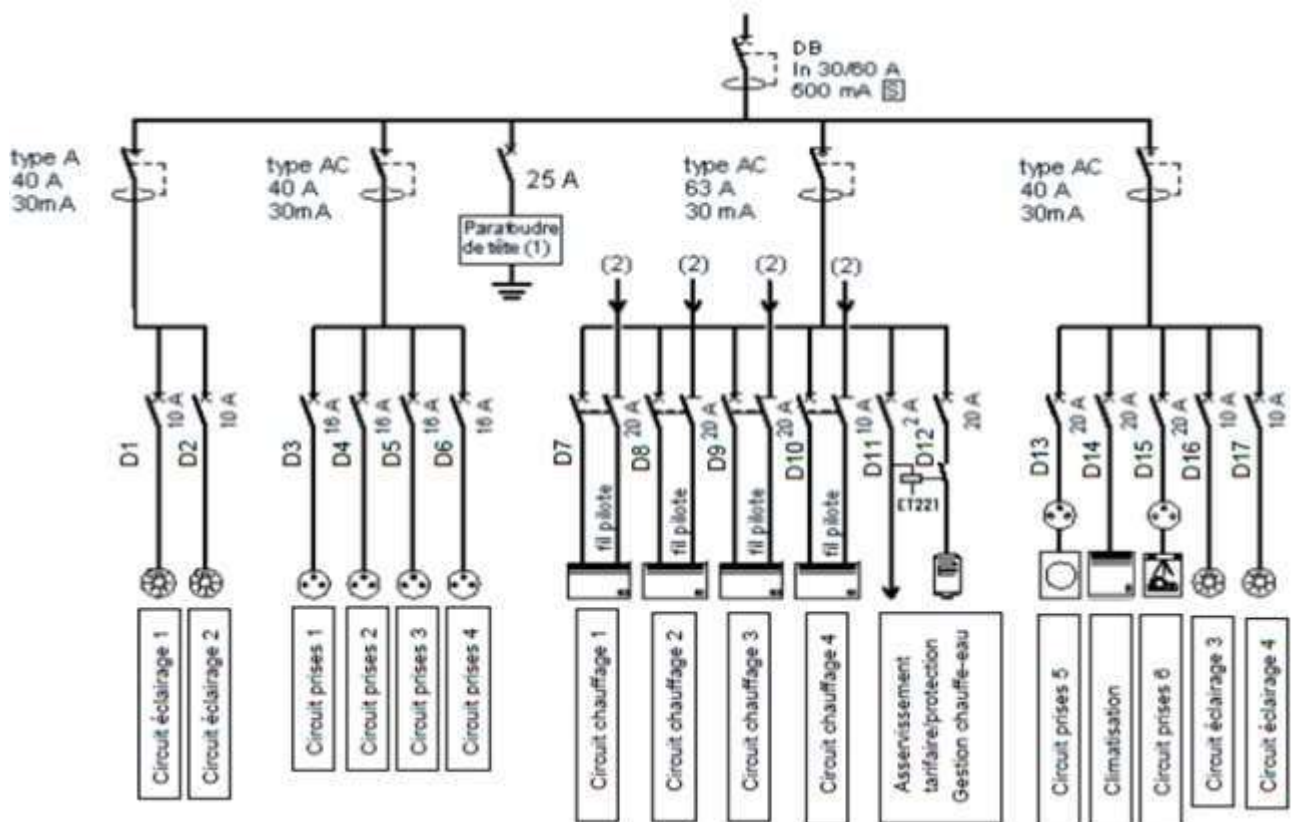 DB
In 30/60 A
500 mA S
type A
40 A
30mA
type AC
40 A
30mA
25 A
Parafoudre
de tête (1)
type AC
63 A
30 mA
type AC
40 A
30mA
(2)
(2)
(2)
(2)
D1
10 A
D2
10 A
D3
16 A
D4
16 A
D5
16 A
D6
16 A
D7
20 A
D8
20 A
D9
20 A
D10
10 A
D11
2 A
D12
20 A
D13
20 A
D14
20 A
D15
20 A
D16
10 A
D17
10 A
fil pilote
fil pilote
fil pilote
fil pilote
ET221
Circuit éclairage 1
Circuit éclairage 2
Circuit prises 1
Circuit prises 2
Circuit prises 3
Circuit prises 4
Circuit chauffage 1
Circuit chauffage 2
Circuit chauffage 3
Circuit chauffage 4
Asservissement
tarifaire/protection
Gestion chauffe-eau
Circuit prises 5
Climatisation
Circuit prises 6
Circuit éclairage 3
Circuit éclairage 4